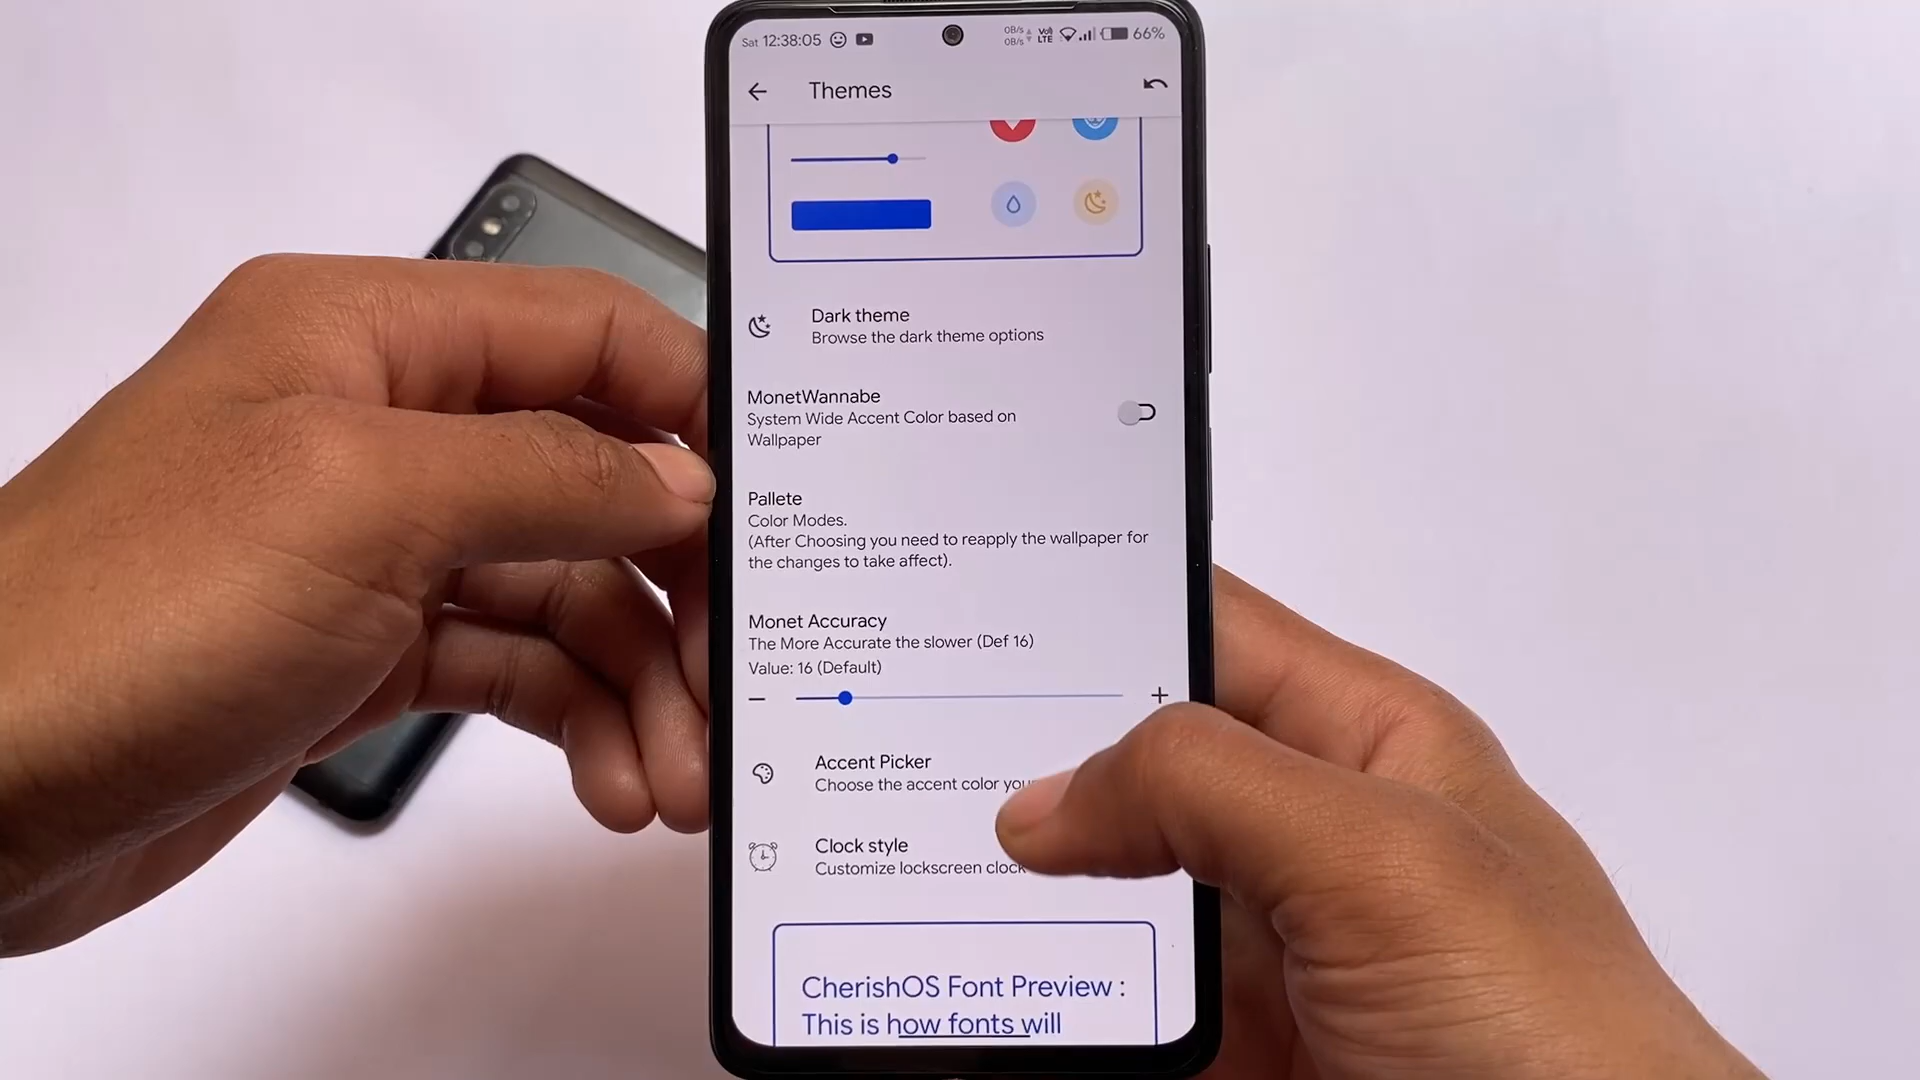 Sat 12:38:05 0B/s 0B/s VoLTE 66%
Themes
Dark theme
Browse the dark theme options
MonetWannabe
System Wide Accent Color based on
Wallpaper
Pallete
Color Modes.
(After Choosing you need to reapply the wallpaper for
the changes to take affect).
Monet Accuracy
The More Accurate the slower (Def 16)
Value: 16 (Default)
Accent Picker
Choose the accent color
Clock style
Customize lockscreen clock
CherishOS Font Preview :
This is how fonts will